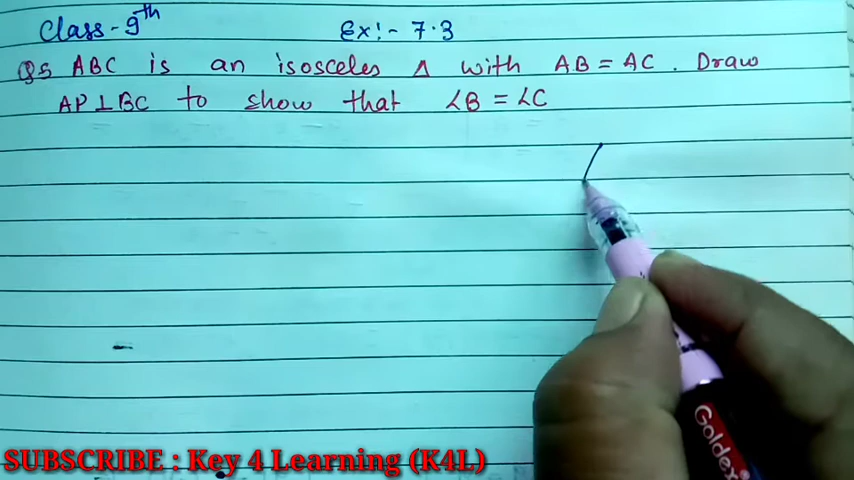 Class-9th Ex:- 7.3
Q5 ABC is an isosceles Δ with AB = AC. Draw
AP⊥BC to show that ∠B = ∠C
Goldex
SUBSCRIBE : Key 4 Learning (K4L)